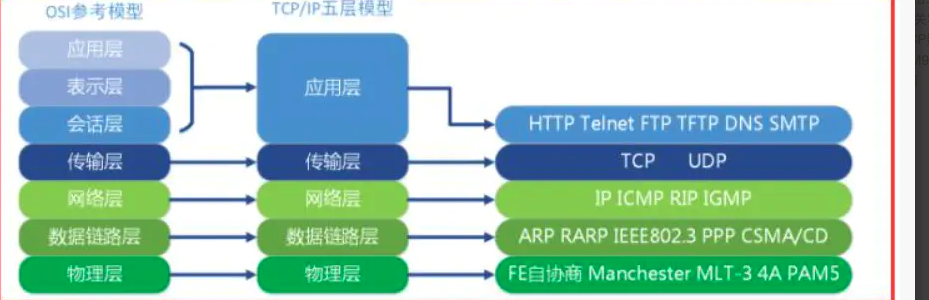 OSI参考模型
TCP/IP五层模型
应用层
表示层
会话层
应用层
HTTP Telnet FTP TFTP DNS SMTP
传输层
传输层
TCP UDP
网络层
网络层
IP ICMP RIP IGMP
数据链路层
数据链路层
ARP RARP IEEE802.3 PPP CSMA/CD
物理层
物理层
FE自协商 Manchester MLT-3 4A PAM5